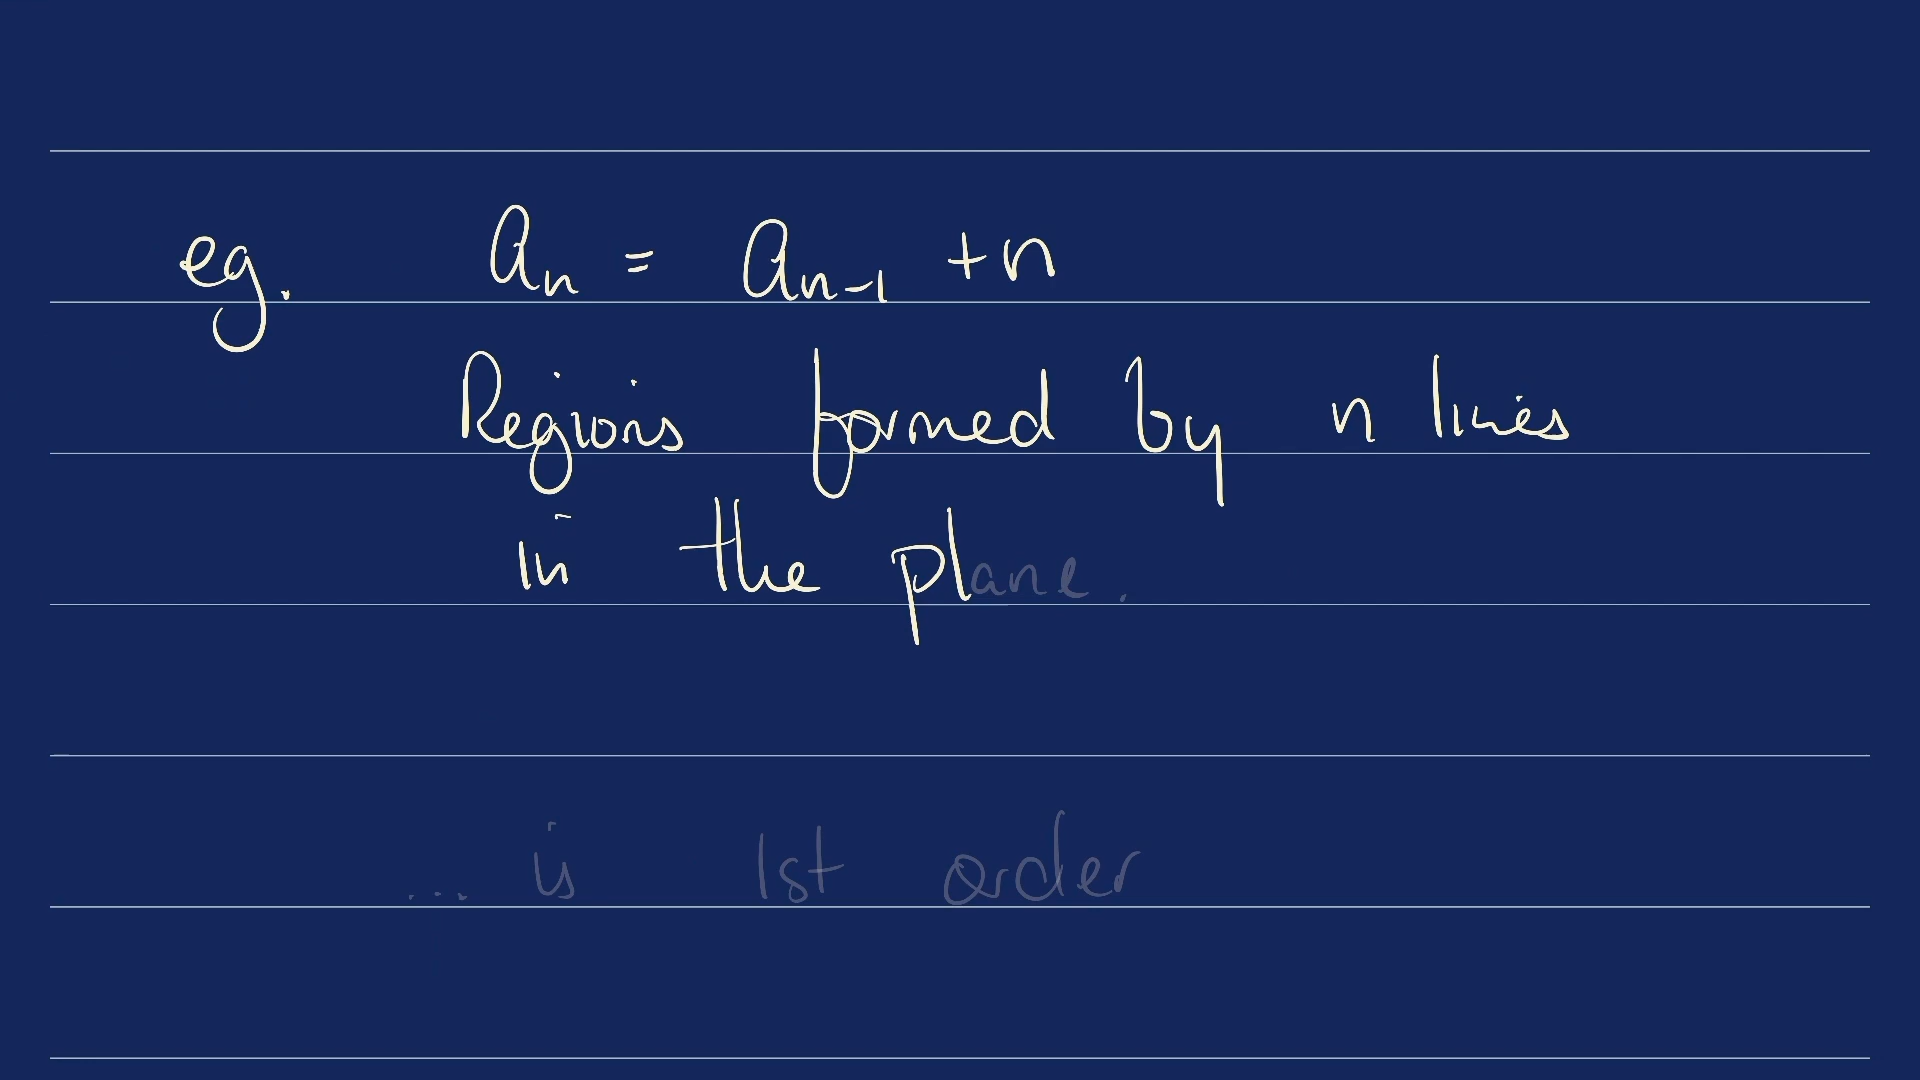 eg. aₙ = aₙ₋₁ +n
Regions formed by n lines
in the plane.
... is 1st order